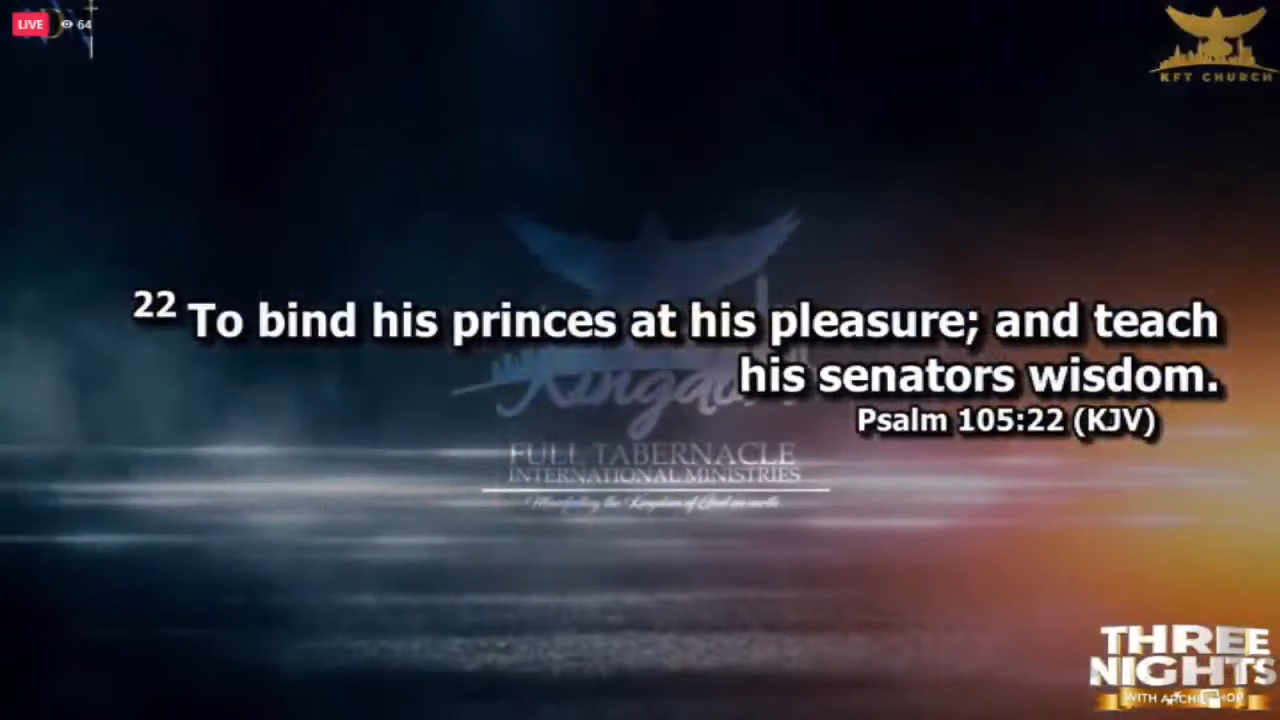 LIVE 64
KFT CHURCH
22 To bind his princes at his pleasure; and teach
his senators wisdom.
Psalm 105:22 (KJV)
Kingdom
FULL TABERNACLE
INTERNATIONAL MINISTRIES
THREE
NIGHTS
WITH